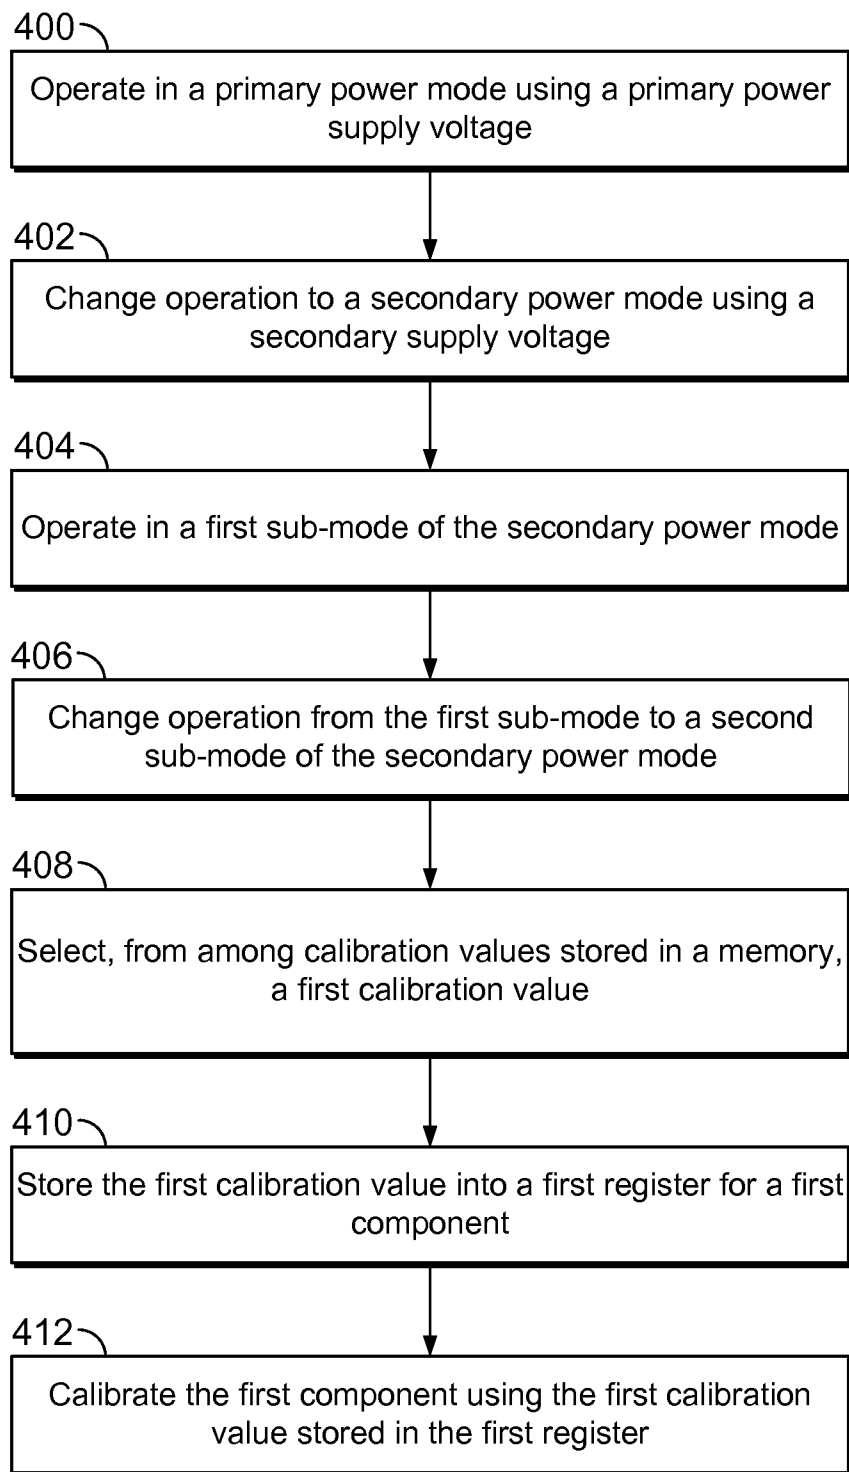 400
Operate in a primary power mode using a primary power
supply voltage
402
Change operation to a secondary power mode using a
secondary supply voltage
404
Operate in a first sub-mode of the secondary power mode
406
Change operation from the first sub-mode to a second
sub-mode of the secondary power mode
408
Select, from among calibration values stored in a memory,
a first calibration value
410
Store the first calibration value into a first register for a first
component
412
Calibrate the first component using the first calibration
value stored in the first register